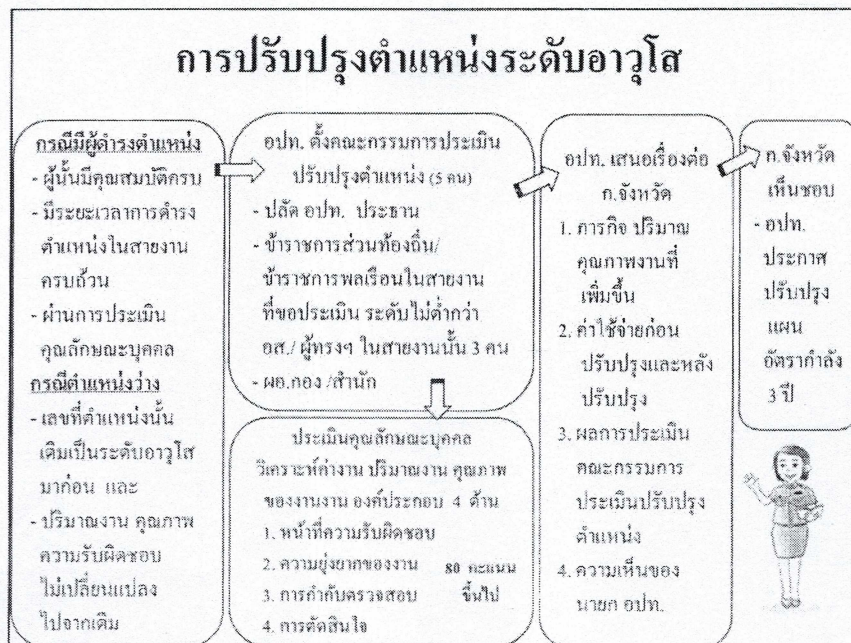 การปรับปรุงตำแหน่งระดับอาวุโส
กรณีมีผู้ดำรงตำแหน่ง
- ผู้นั้นมีคุณสมบัติครบ
- มีระยะเวลาการดำรง
ตำแหน่งในสายงาน
ครบถ้วน
- ผ่านการประเมิน
คุณลักษณะบุคคล
กรณีตำแหน่งว่าง
- เลขที่ตำแหน่งนั้น
เดิมเป็นระดับอาวุโส
มาก่อน และ
- ปริมาณงาน คุณภาพ
ความรับผิดชอบ
ไม่เปลี่ยนแปลง
ไปจากเดิม
อปท. ตั้งคณะกรรมการประเมิน
ปรับปรุงตำแหน่ง (5 คน)
- ปลัด อปท. ประธาน
- ข้าราชการส่วนท้องถิ่น/
ข้าราชการพลเรือนในสายงาน
ที่ขอประเมิน ระดับไม่ต่ำกว่า
อส./ ผู้ทรงฯ ในสายงานนั้น 3 คน
- ผอ.กอง /สำนัก
ประเมินคุณลักษณะบุคคล
วิเคราะห์ค่างาน ปริมาณงาน คุณภาพ
ของงานงาน องค์ประกอบ 4 ด้าน
1. หน้าที่ความรับผิดชอบ
2. ความยุ่งยากของงาน 80 คะแนน
3. การกำกับตรวจสอบ ขึ้นไป
4. การตัดสินใจ
อปท. เสนอเรื่องต่อ
ก.จังหวัด
1. ภารกิจ ปริมาณ
คุณภาพงานที่
เพิ่มขึ้น
2. ค่าใช้จ่ายก่อน
ปรับปรุงและหลัง
ปรับปรุง
3. ผลการประเมิน
คณะกรรมการ
ประเมินปรับปรุง
ตำแหน่ง
4. ความเห็นของ
นายก อปท.
ก.จังหวัด
เห็นชอบ
- อปท.
ประกาศ
ปรับปรุง
แผน
อัตรากำลัง
3 ปี